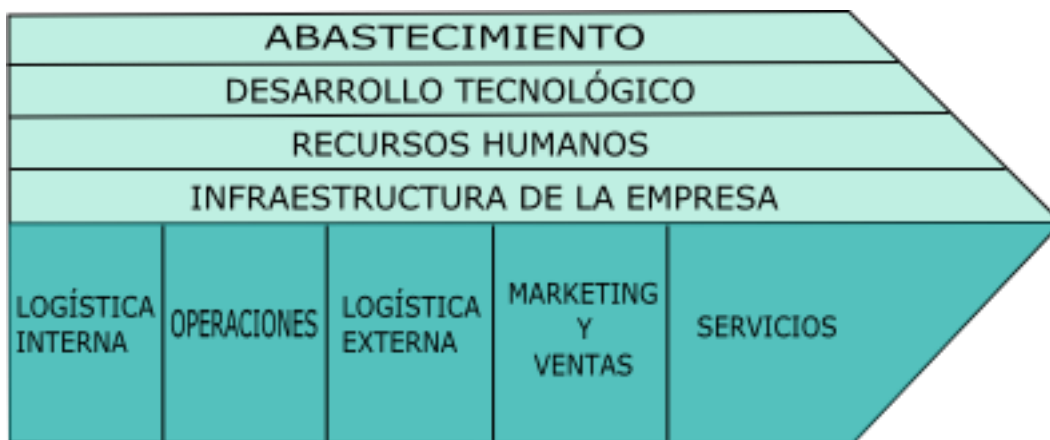 ABASTECIMIENTO
DESARROLLO TECNOLÓGICO
RECURSOS HUMANOS
INFRAESTRUCTURA DE LA EMPRESA
LOGÍSTICA
INTERNA
OPERACIONES
LOGÍSTICA
EXTERNA
MARKETING
Y
VENTAS
SERVICIOS